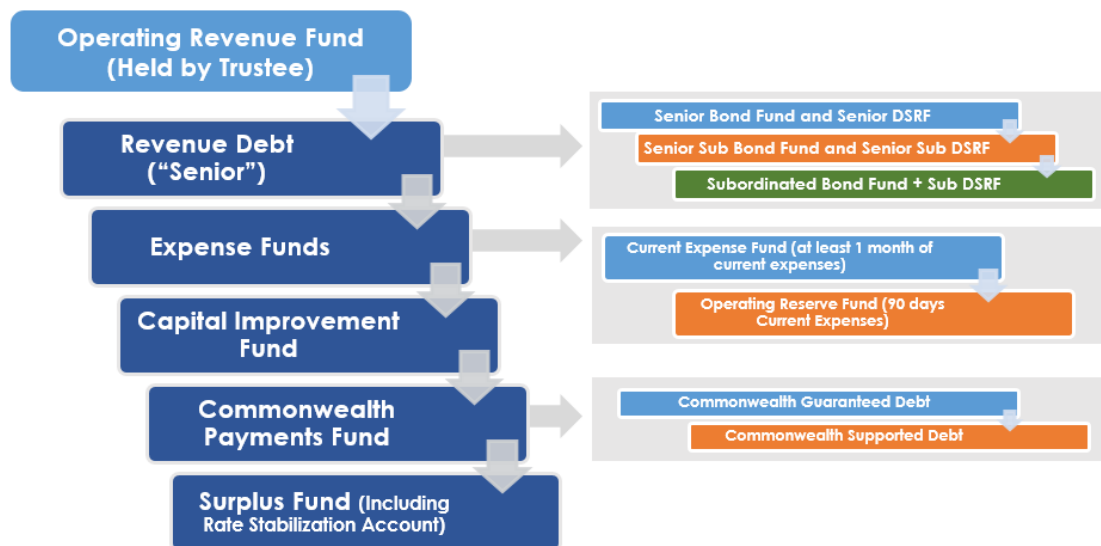 Operating Revenue Fund
(Held by Trustee)
Revenue Debt
(“Senior”)
Expense Funds
Capital Improvement
Fund
Commonwealth
Payments Fund
Surplus Fund (Including
Rate Stabilization Account)
Senior Bond Fund and Senior DSRF
Senior Sub Bond Fund and Senior Sub DSRF
Subordinated Bond Fund + Sub DSRF
Current Expense Fund (at least 1 month of
current expenses)
Operating Reserve Fund (90 days
Current Expenses)
Commonwealth Guaranteed Debt
Commonwealth Supported Debt